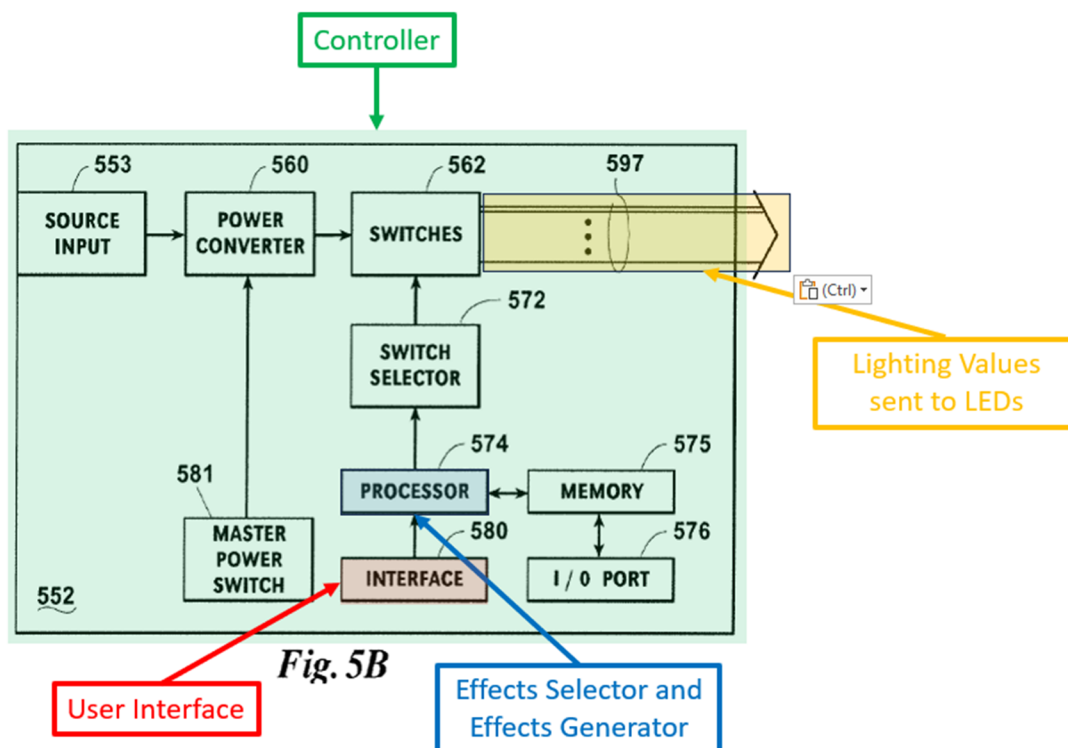 Controller
553
560
562
597
SOURCE
INPUT
POWER
CONVERTER
SWITCHES
(Ctrl)
572
SWITCH
SELECTOR
Lighting Values
sent to LEDs
574
575
581
PROCESSOR
MEMORY
MASTER
POWER
SWITCH
580
576
INTERFACE
I/O PORT
552
Fig. 5B
User Interface
Effects Selector and
Effects Generator